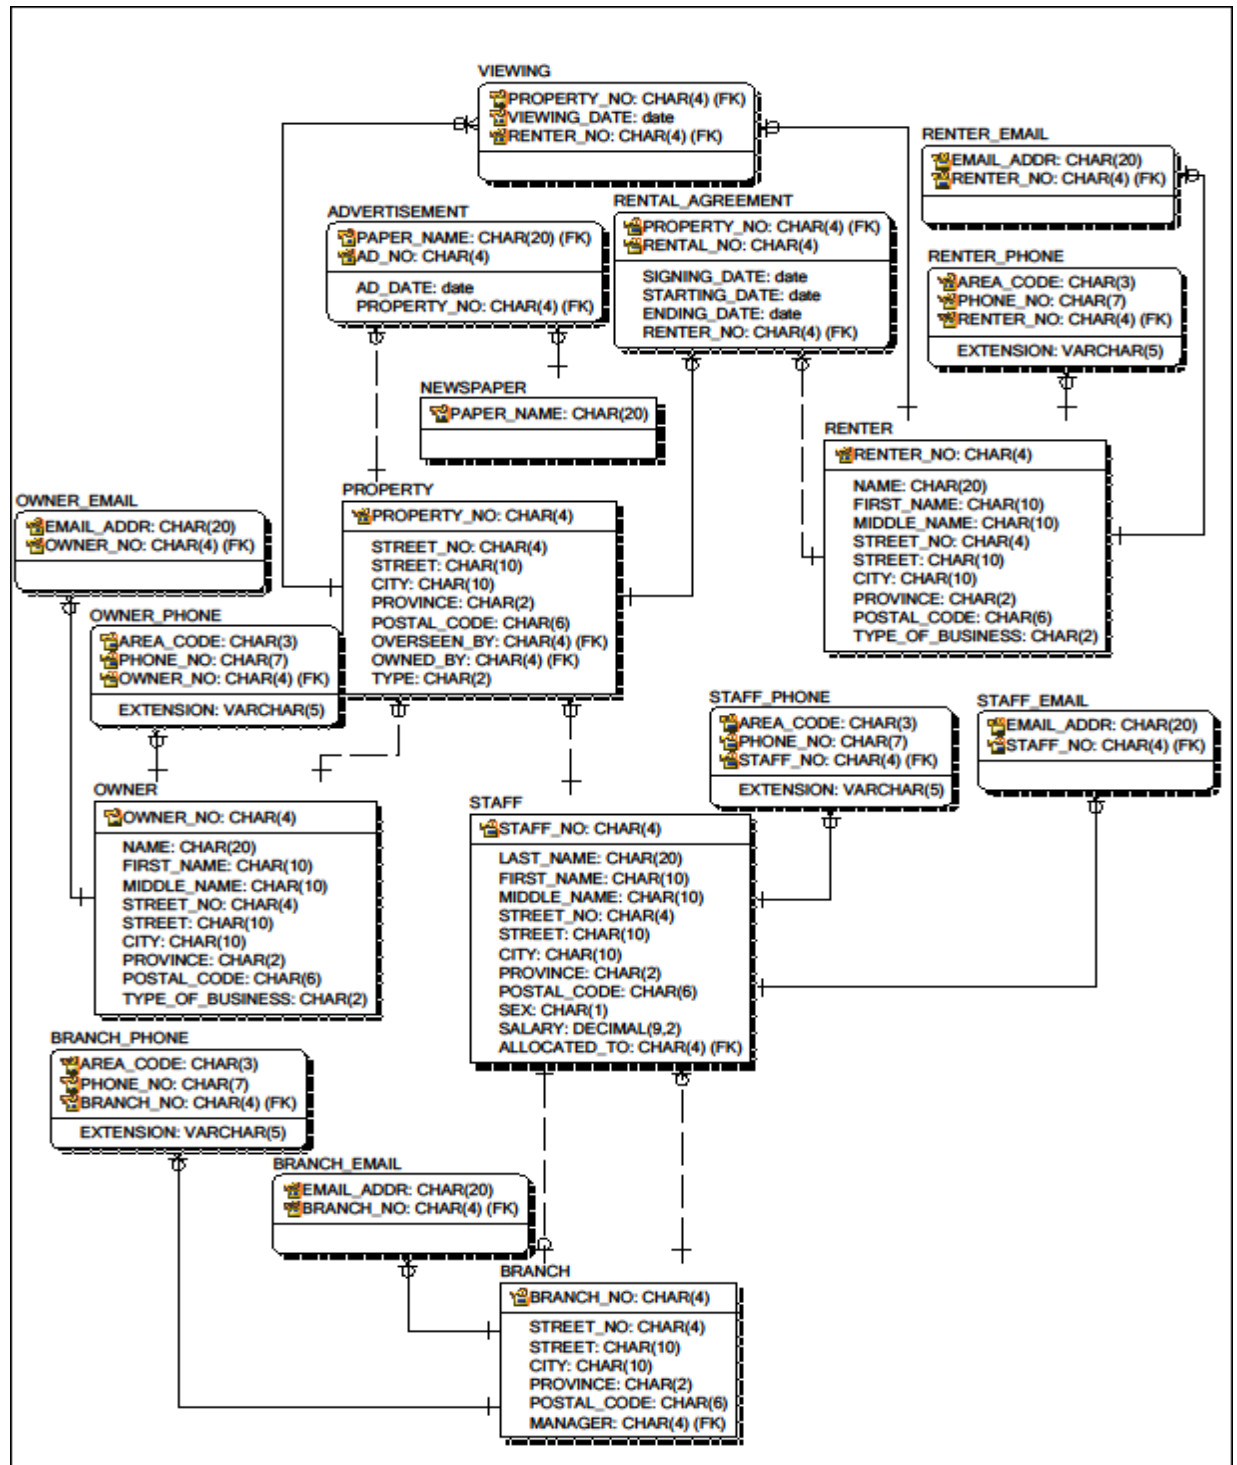 VIEWING
PROPERTY_NO: CHAR(4) (FK)
VIEWING_DATE: date
RENTER_NO: CHAR(4) (FK)
RENTER_EMAIL
EMAIL_ADDR: CHAR(20)
RENTER_NO: CHAR(4) (FK)
ADVERTISEMENT
PAPER_NAME: CHAR(20) (FK)
AD_NO: CHAR(4)
AD_DATE: date
PROPERTY_NO: CHAR(4) (FK)
RENTAL_AGREEMENT
PROPERTY_NO: CHAR(4) (FK)
RENTAL_NO: CHAR(4)
SIGNING_DATE: date
STARTING_DATE: date
ENDING_DATE: date
RENTER_NO: CHAR(4) (FK)
RENTER_PHONE
AREA_CODE: CHAR(3)
PHONE_NO: CHAR(7)
RENTER_NO: CHAR(4) (FK)
EXTENSION: VARCHAR(5)
NEWSPAPER
PAPER_NAME: CHAR(20)
RENTER
RENTER_NO: CHAR(4)
NAME: CHAR(20)
FIRST_NAME: CHAR(10)
MIDDLE_NAME: CHAR(10)
STREET_NO: CHAR(4)
STREET: CHAR(10)
CITY: CHAR(10)
PROVINCE: CHAR(2)
POSTAL_CODE: CHAR(6)
TYPE_OF_BUSINESS: CHAR(2)
PROPERTY
PROPERTY_NO: CHAR(4)
STREET_NO: CHAR(4)
STREET: CHAR(10)
CITY: CHAR(10)
PROVINCE: CHAR(2)
POSTAL_CODE: CHAR(6)
OVERSEEN_BY: CHAR(4) (FK)
OWNED_BY: CHAR(4) (FK)
TYPE: CHAR(2)
OWNER_EMAIL
EMAIL_ADDR: CHAR(20)
OWNER_NO: CHAR(4) (FK)
OWNER_PHONE
AREA_CODE: CHAR(3)
PHONE_NO: CHAR(7)
OWNER_NO: CHAR(4) (FK)
EXTENSION: VARCHAR(5)
STAFF_PHONE
AREA_CODE: CHAR(3)
PHONE_NO: CHAR(7)
STAFF_NO: CHAR(4) (FK)
EXTENSION: VARCHAR(5)
STAFF_EMAIL
EMAIL_ADDR: CHAR(20)
STAFF_NO: CHAR(4) (FK)
OWNER
OWNER_NO: CHAR(4)
NAME: CHAR(20)
FIRST_NAME: CHAR(10)
MIDDLE_NAME: CHAR(10)
STREET_NO: CHAR(4)
STREET: CHAR(10)
CITY: CHAR(10)
PROVINCE: CHAR(2)
POSTAL_CODE: CHAR(6)
TYPE_OF_BUSINESS: CHAR(2)
STAFF
STAFF_NO: CHAR(4)
LAST_NAME: CHAR(20)
FIRST_NAME: CHAR(10)
MIDDLE_NAME: CHAR(10)
STREET_NO: CHAR(4)
STREET: CHAR(10)
CITY: CHAR(10)
PROVINCE: CHAR(2)
POSTAL_CODE: CHAR(6)
SEX: CHAR(1)
SALARY: DECIMAL(9,2)
ALLOCATED_TO: CHAR(4) (FK)
BRANCH_PHONE
AREA_CODE: CHAR(3)
PHONE_NO: CHAR(7)
BRANCH_NO: CHAR(4) (FK)
EXTENSION: VARCHAR(5)
BRANCH_EMAIL
EMAIL_ADDR: CHAR(20)
BRANCH_NO: CHAR(4) (FK)
BRANCH
BRANCH_NO: CHAR(4)
STREET_NO: CHAR(4)
STREET: CHAR(10)
CITY: CHAR(10)
PROVINCE: CHAR(2)
POSTAL_CODE: CHAR(6)
MANAGER: CHAR(4) (FK)